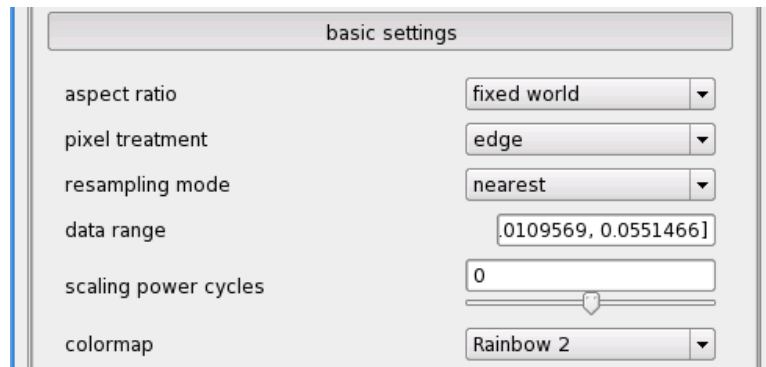 basic settings
aspect ratio fixed world
pixel treatment edge
resampling mode nearest
data range .0109569, 0.0551466]
scaling power cycles 0
colormap Rainbow 2